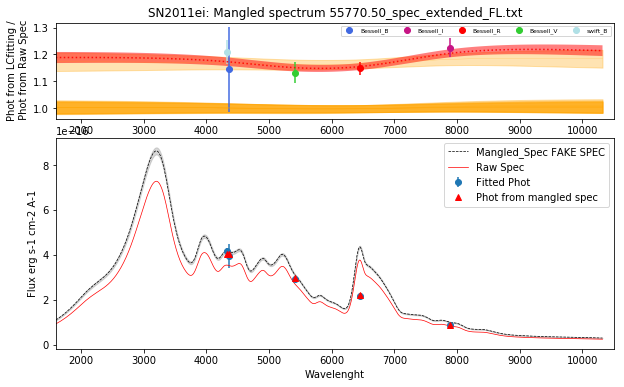 SN2011ei: Mangled spectrum 55770.50_spec_extended_FL.txt
Phot from LCfitting /
Phot from Raw Spec
1.3
1.2
1.1
1.0
Bessell_B
Bessell_I
Bessell_R
Bessell_V
swift_B
2000 3000 4000 5000 6000 7000 8000 9000 10000
Flux erg s-1 cm-2 A-1
8
6
4
2
0
Mangled_Spec FAKE SPEC
Raw Spec
Fitted Phot
Phot from mangled spec
2000 3000 4000 5000 6000 7000 8000 9000 10000
Wavelenght